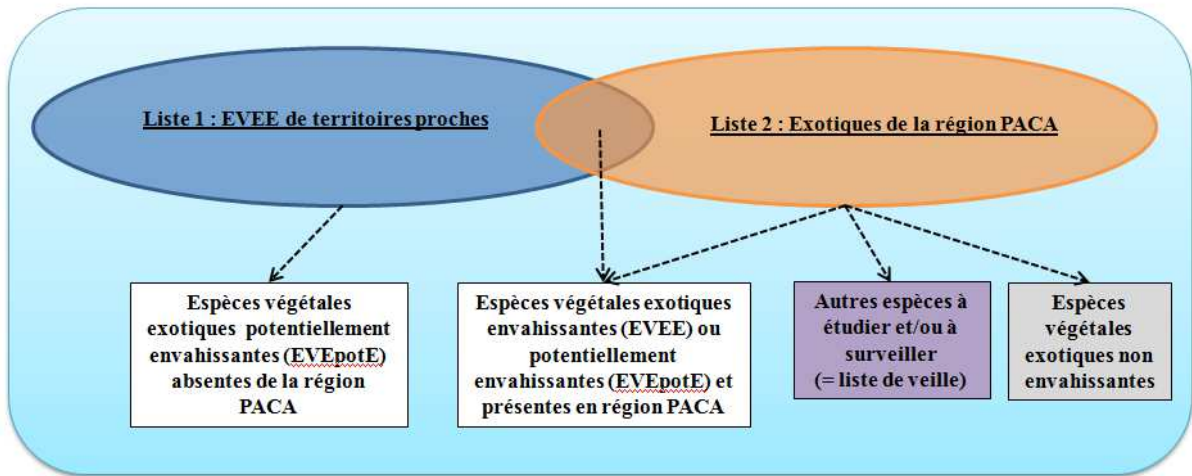 Liste 1 : EVEE de territoires proches
Liste 2 : Exotiques de la région PACA
Espèces végétales
exotiques potentiellement
envahissantes (EVEpotE)
absentes de la région
PACA
Espèces végétales exotiques
envahissantes (EVEE) ou
potentiellement
envahissantes (EVEpotE) et
présentes en région PACA
Autres espèces à
étudier et/ou à
surveiller
(= liste de veille)
Espèces
végétales
exotiques non
envahissantes